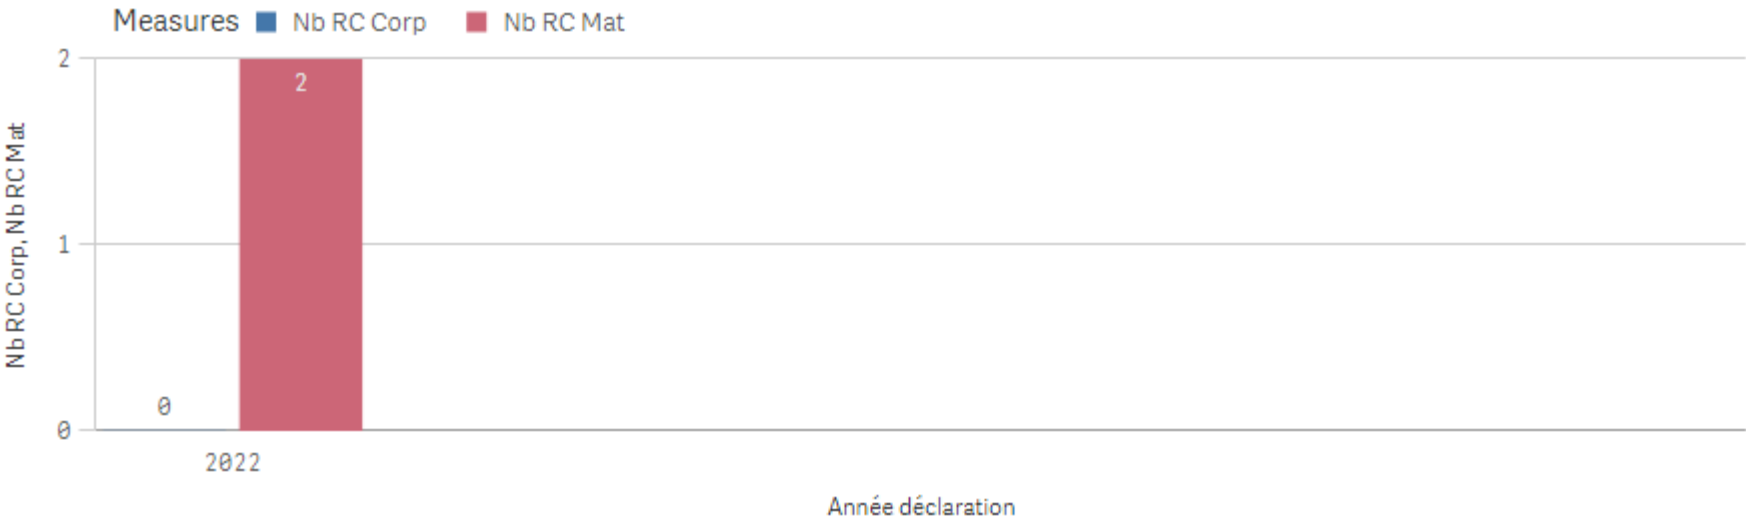 Measures Nb RC Corp Nb RC Mat
Nb RC Corp, Nb RC Mat
2
2
1
0
0
2022
Année déclaration